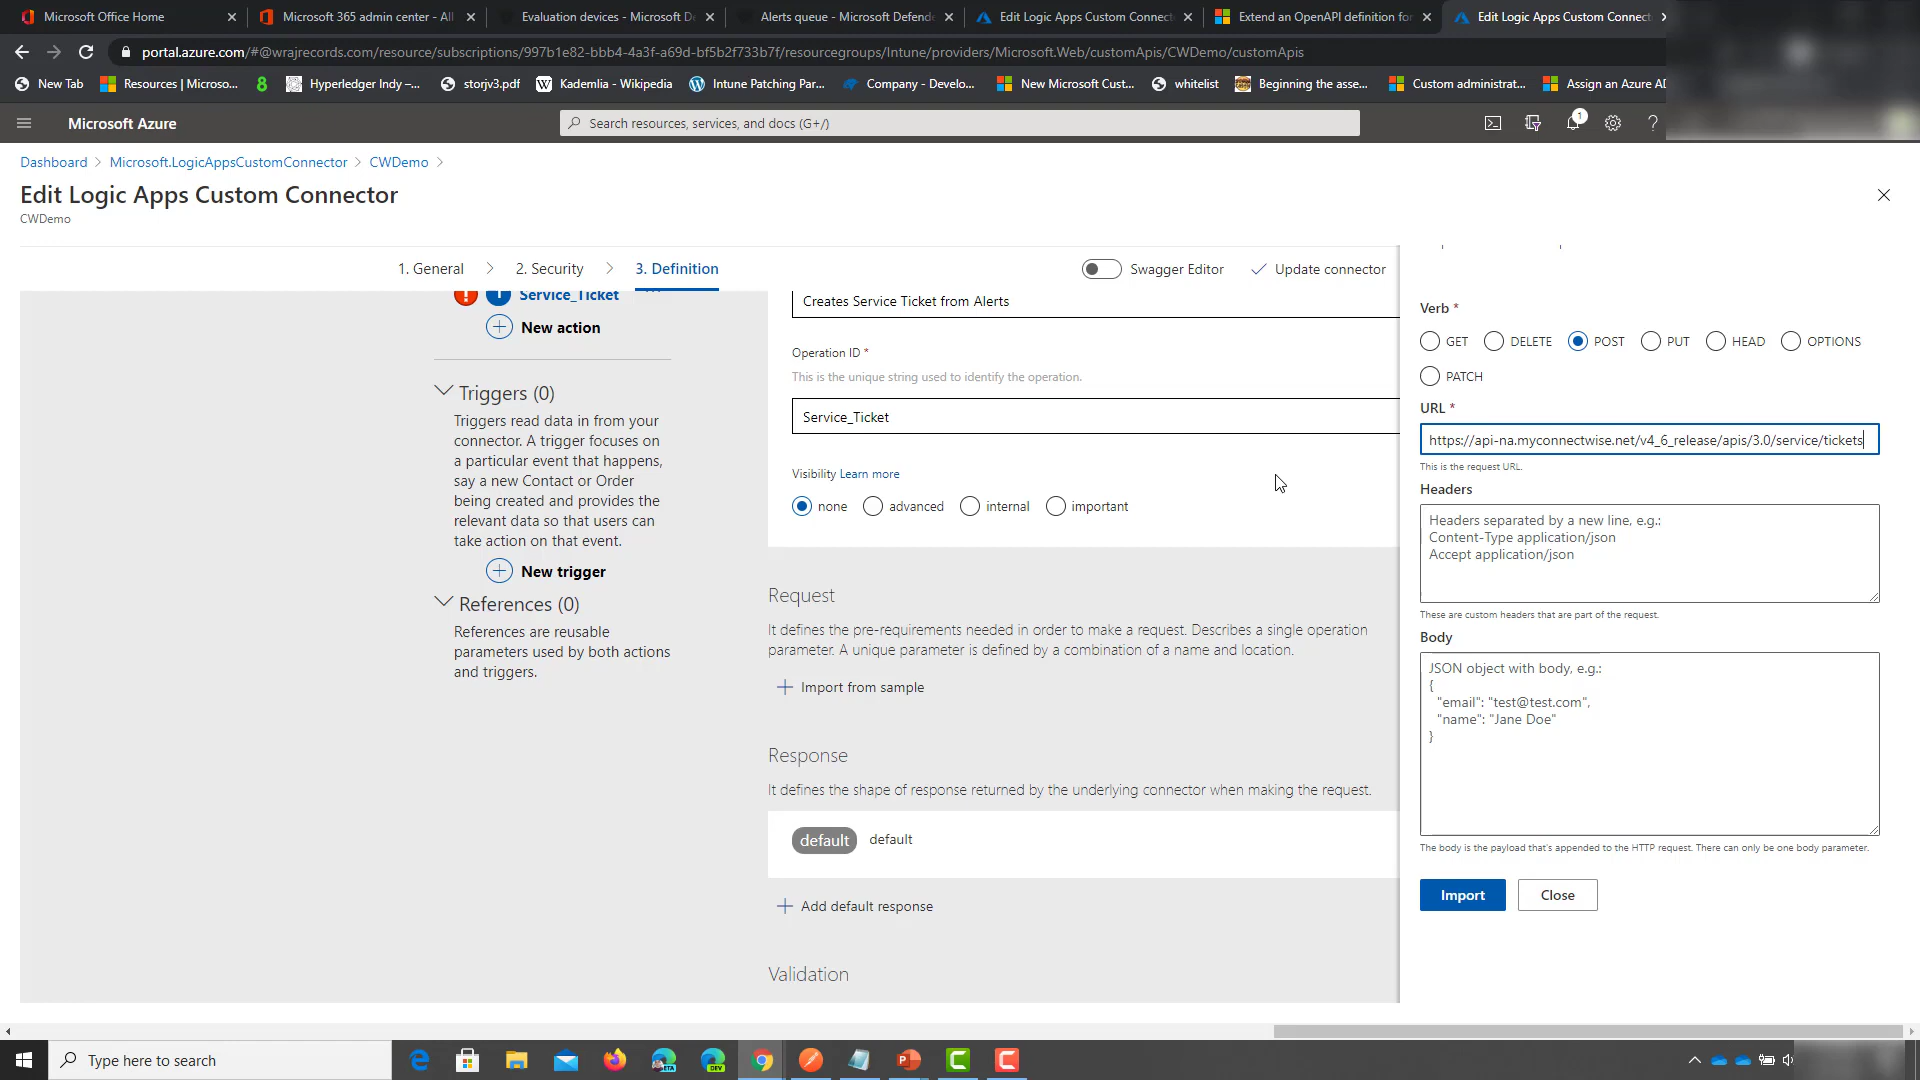 Microsoft Office Home
Microsoft 365 admin center - All
Evaluation devices - Microsoft De
Alerts queue - Microsoft Defende
Edit Logic Apps Custom Connect
Extend an OpenAPI definition for
Edit Logic Apps Custom Connect
portal.azure.com/#@wrajrecords.com/resource/subscriptions/997b1e82-bbb4-4a3f-a69d-bf5b2f733b7f/resourcegroups/Intune/providers/Microsoft.Web/customApis/CWDemo/customApis
New Tab
Resources | Microso...
Hyperledger Indy –...
storjv3.pdf
Kademlia - Wikipedia
Intune Patching Par...
Company - Develo...
New Microsoft Cust...
whitelist
Beginning the asse...
Custom administrat...
Assign an Azure AD
Microsoft Azure
Search resources, services, and docs (G+/)
1
Dashboard > Microsoft.LogicAppsCustomConnector > CWDemo >
Edit Logic Apps Custom Connector
CWDemo
1. General > 2. Security > 3. Definition
Swagger Editor
Update connector
Service_Ticket
New action
Triggers (0)
Triggers read data in from your
connector. A trigger focuses on
a particular event that happens,
say a new Contact or Order
being created and provides the
relevant data so that users can
take action on that event.
New trigger
References (0)
References are reusable
parameters used by both actions
and triggers.
Creates Service Ticket from Alerts
Operation ID *
This is the unique string used to identify the operation.
Service_Ticket
Visibility Learn more
none advanced internal important
Request
It defines the pre-requirements needed in order to make a request. Describes a single operation
parameter. A unique parameter is defined by a combination of a name and location.
Import from sample
Response
It defines the shape of response returned by the underlying connector when making the request.
default default
Add default response
Validation
Verb *
GET DELETE POST PUT HEAD OPTIONS
PATCH
URL *
https://api-na.myconnectwise.net/v4_6_release/apis/3.0/service/tickets
This is the request URL.
Headers
Headers separated by a new line, e.g.:
Content-Type application/json
Accept application/json
These are custom headers that are part of the request.
Body
JSON object with body, e.g.:
{
"email": "test@test.com",
"name": "Jane Doe"
}
The body is the payload that's appended to the HTTP request. There can only be one body parameter.
Import
Close
Type here to search